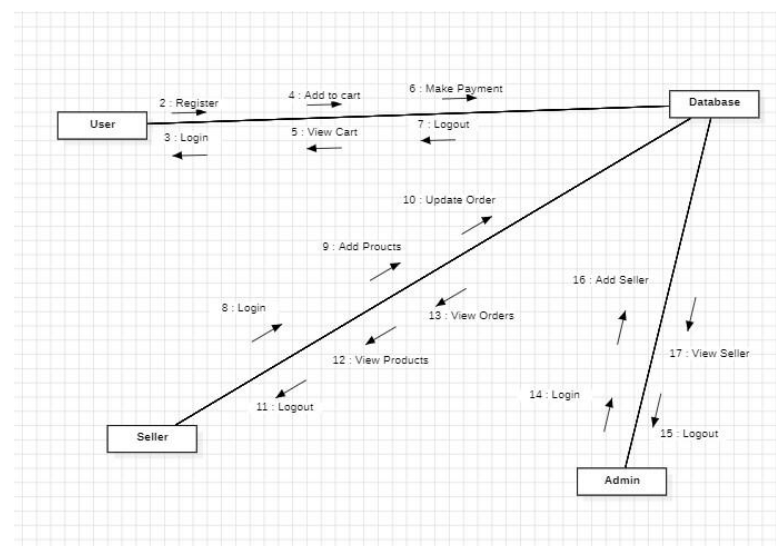 6 : Make Payment
4 : Add to cart
2 : Register
Database
User
7 : Logout
5 : View Cart
3 : Login
10 : Update Order
9 : Add Proucts
16 : Add Seller
8 : Login
13 : View Orders
17 : View Seller
12 : View Products
14 : Login
11 : Logout
15 : Logout
Seller
Admin